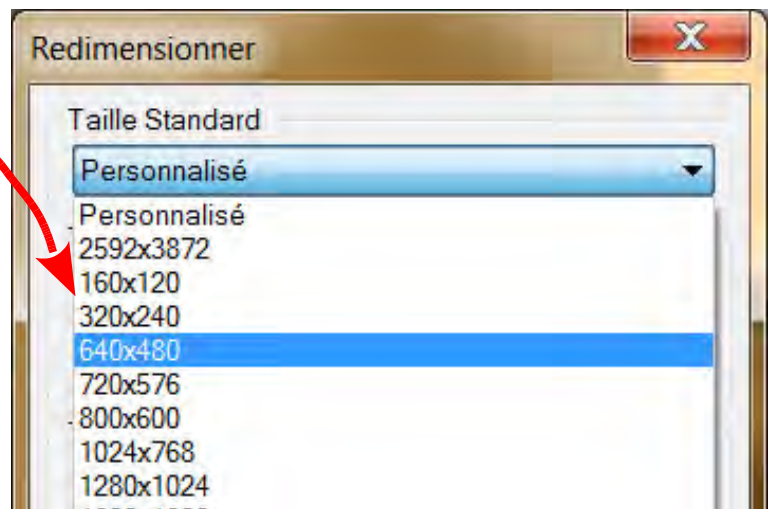 Redimensionner
Taille Standard
Personnalisé
Personnalisé
2592x3872
160x120
320x240
640x480
720x576
800x600
1024x768
1280x1024